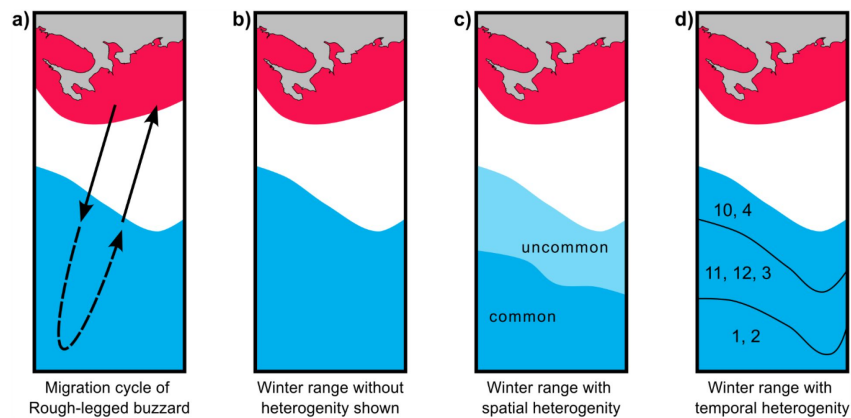 a)
b)
c)
d)
uncommon
common
10, 4
11, 12, 3
1, 2
Migration cycle of
Rough-legged buzzard
Winter range without
heterogenity shown
Winter range with
spatial heterogenity
Winter range with
temporal heterogenity